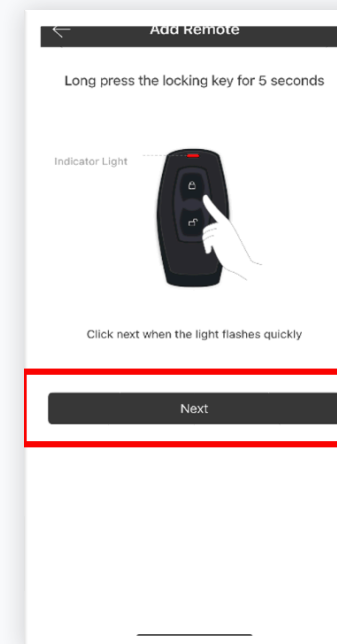 Add Remote
Long press the locking key for 5 seconds
Indicator Light
Click next when the light flashes quickly
Next